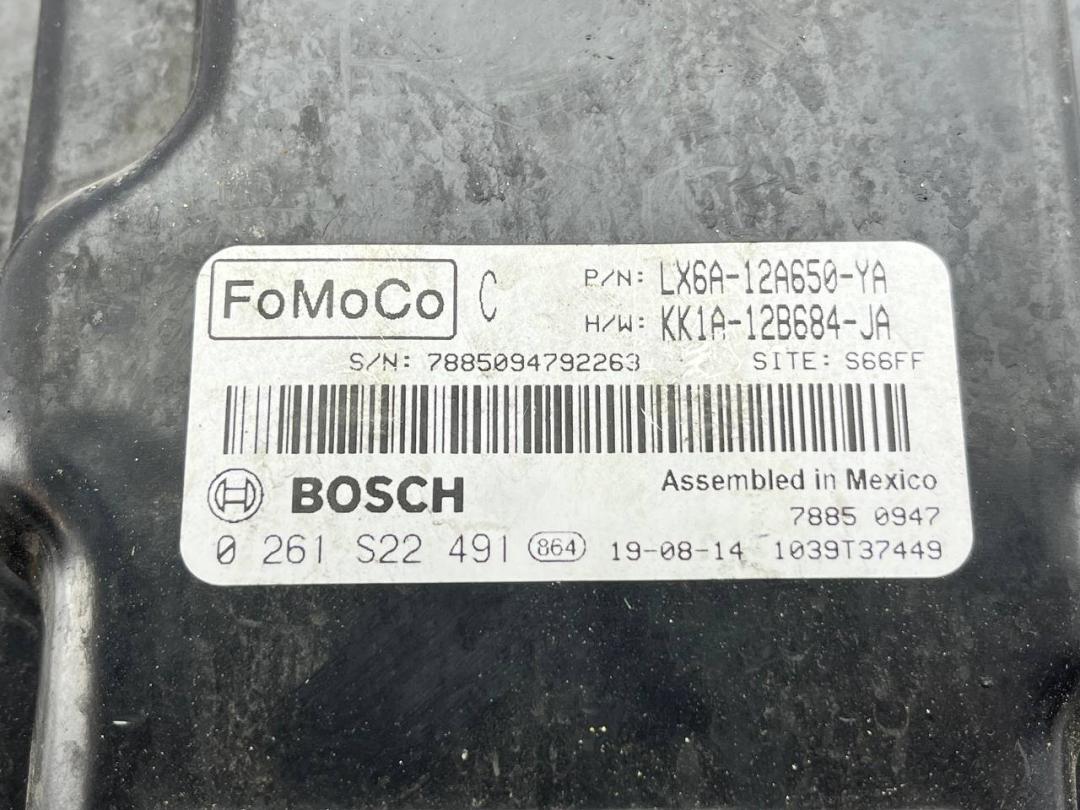 FoMoCo C P/N: LX6A-12A650-YA
H/W: KK1A-12B684-JA
S/N: 7885094792263 SITE: S66FF
BOSCH Assembled in Mexico
7885 0947
0 261 S22 491 864 19-08-14 1039T37449